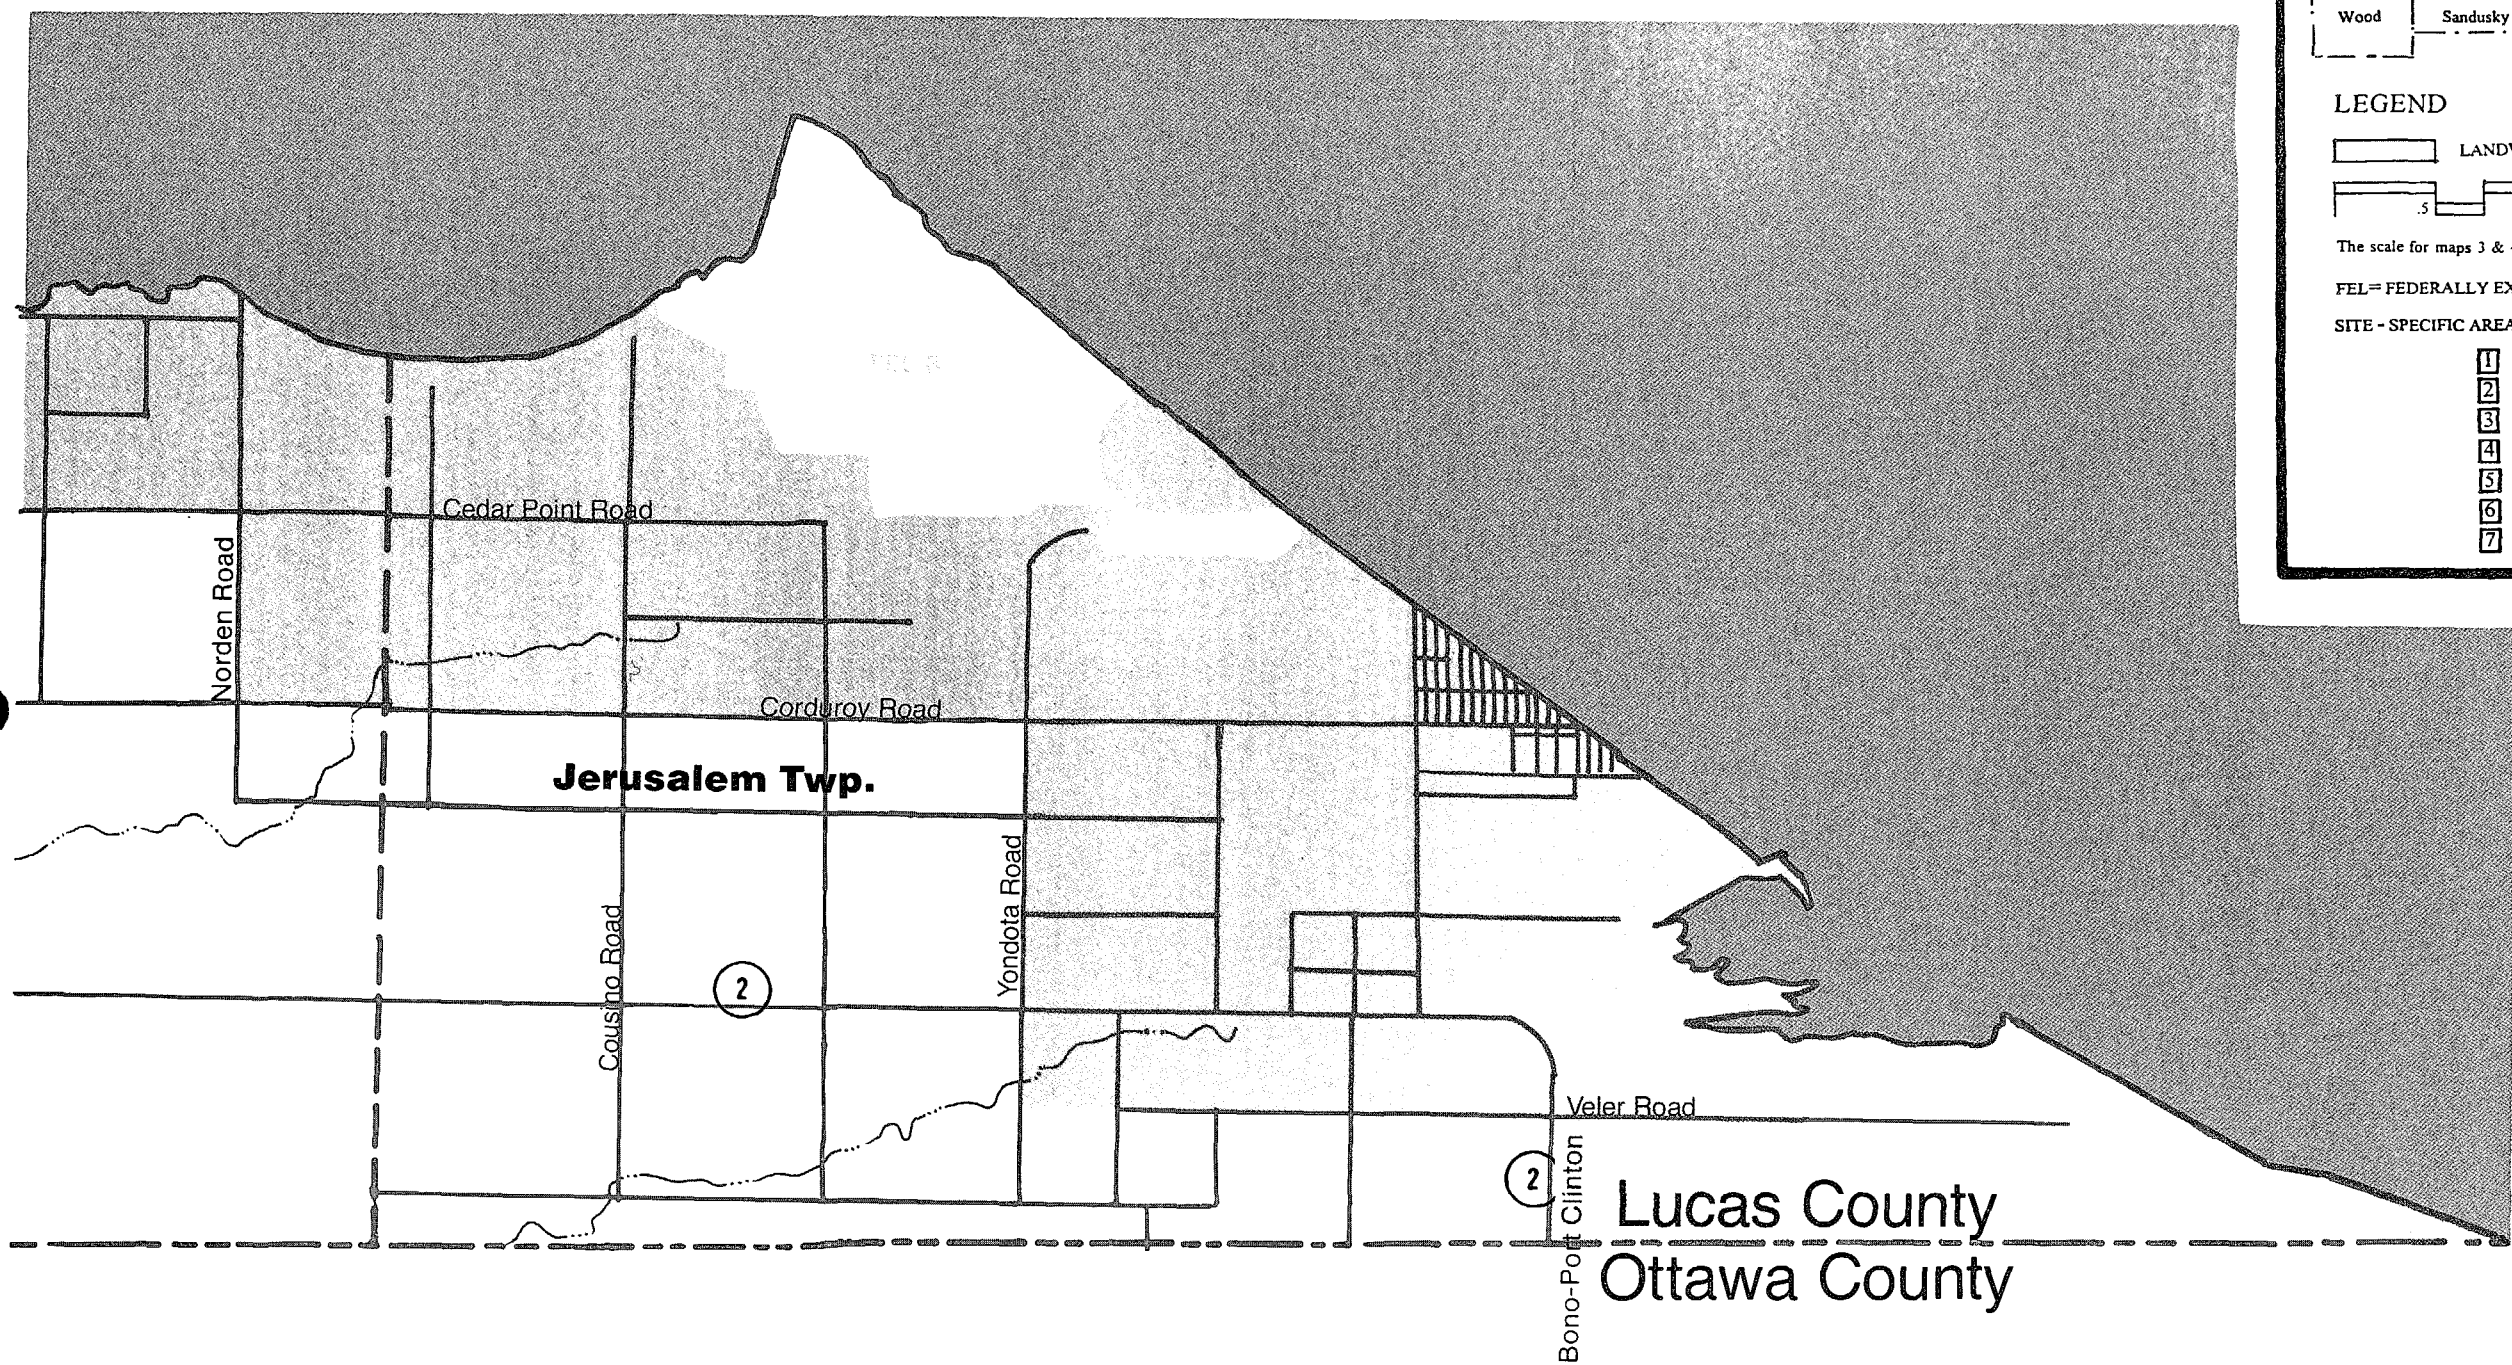 Wood
Sandusky
LEGEND
LAND
.5
The scale for maps 3 &
FEL= FEDERALLY EX
SITE - SPECIFIC AREA
1
2
3
4
5
6
7
Cedar Point Road
Norden Road
Corduroy Road
Jerusalem Twp.
Yondota Road
Cousino Road
2
Veler Road
2
Bono-Port Clinton
Lucas County
Ottawa County